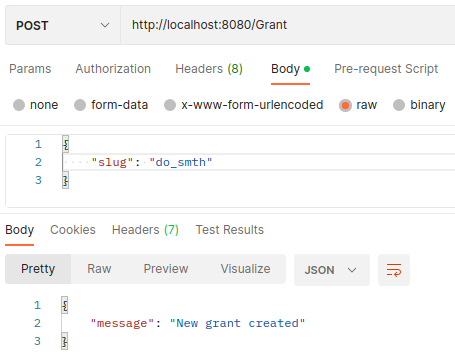 POST http://localhost:8080/Grant
Params Authorization Headers (8) Body Pre-request Script
none form-data x-www-form-urlencoded raw binary
1 {
2 "slug": "do_smth"
3 }
Body Cookies Headers (7) Test Results
Pretty Raw Preview Visualize JSON
1 {
2 "message": "New grant created"
3 }